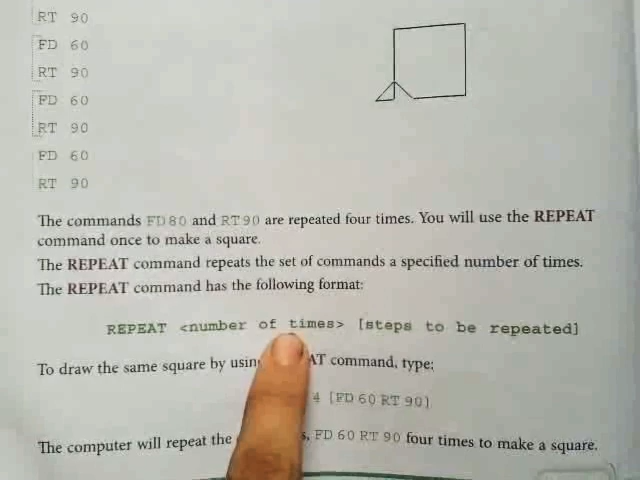 RT 90
FD 60
RT 90
FD 60
RT 90
FD 60
RT 90
The commands FD 80 and RT 90 are repeated four times. You will use the REPEAT
command once to make a square.
The REPEAT command repeats the set of commands a specified number of times.
The REPEAT command has the following format:
REPEAT <number of times> [steps to be repeated]
To draw the same square by using AT command, type:
4 [FD 60 RT 90]
The computer will repeat the s, FD 60 RT 90 four times to make a square.